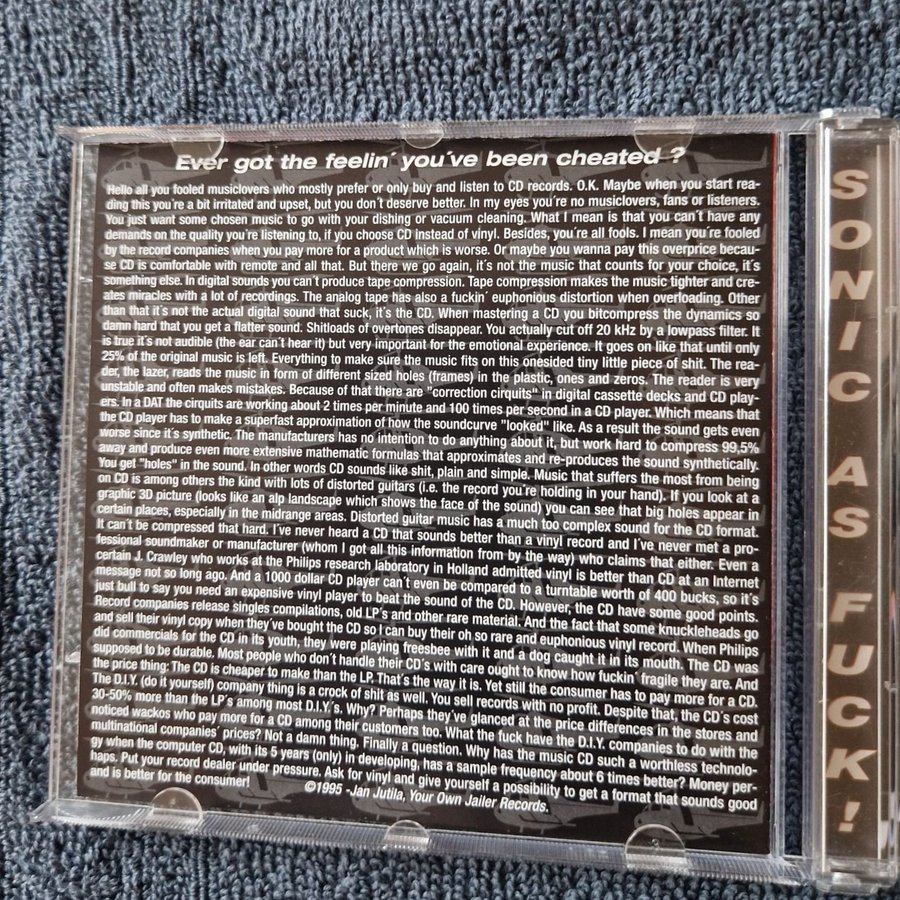 Ever got the feelin´ you´ve been cheated ?
Hello all you fooled musiclovers who mostly prefer or only buy and listen to CD records. O.K. Maybe when you start rea-
ding this you´re a bit irritated and upset, but you don´t deserve better. In my eyes you´re no musiclovers, fans or listeners.
You just want some chosen music to go with your dishing or vacuum cleaning. What I mean is that you can´t have any
demands on the quality you´re listening to, if you choose CD instead of vinyl. Besides, you´re all fools. I mean you´re fooled
by the record companies when you pay more for a product which is worse. Or maybe you wanna pay this overprice becau-
se CD is comfortable with remote and all that. But there we go again, it´s not the music that counts for your choice, it´s
something else. In digital sounds you can´t produce tape compression. Tape compression makes the music tighter and cre-
ates miracles with a lot of recordings. The analog tape has also a fuckin´ euphonious distortion when overloading. Other
than that it´s not the actual digital sound that suck, it´s the CD. When mastering a CD you bitcompress the dynamics so
damn hard that you get a flatter sound. Shitloads of overtones disappear. You actually cut off 20 kHz by a lowpass filter. It
is true it´s not audible (the ear can´t hear it) but very important for the emotional experience. It goes on like that until only
25% of the original music is left. Everything to make sure the music fits on this onesided tiny little piece of shit. The rea-
der, the lazer, reads the music in form of different sized holes (frames) in the plastic, ones and zeros. The reader is very
unstable and often makes mistakes. Because of that there are "correction cirquits" in digital cassette decks and CD play-
ers. In a DAT the cirquits are working about 2 times per minute and 100 times per second in a CD player. Which means that
the CD player has to make a superfast approximation of how the soundcurve "looked" like. As a result the sound gets even
worse since it´s synthetic. The manufacturers has no intention to do anything about it, but work hard to compress 99,5%
away and produce even more extensive mathematic formulas that approximates and re-produces the sound synthetically.
You get "holes" in the sound. In other words CD sounds like shit, plain and simple. Music that suffers the most from being
on CD is among others the kind with lots of distorted guitars (i.e. the record you´re holding in your hand). If you look at a
graphic 3D picture (looks like an alp landscape which shows the face of the sound) you can see that big holes appear in
certain places, especially in the midrange areas. Distorted guitar music has a much too complex sound for the CD format.
It can´t be compressed that hard. I´ve never heard a CD that sounds better than a vinyl record and I´ve never met a pro-
fessional soundmaker or manufacturer (whom I got all this information from by the way) who claims that either. Even a
certain J. Crawley who works at the Philips research laboratory in Holland admitted vinyl is better than CD at an Internet
message not so long ago. And a 1000 dollar CD player can´t even be compared to a turntable worth of 400 bucks, so it´s
just bull to say you need an expensive vinyl player to beat the sound of the CD. However, the CD have some good points.
Record companies release singles compilations, old LP´s and other rare material. And the fact that some knuckleheads go
and sell their vinyl copy when they´ve bought the CD so I can buy their oh so rare and euphonious vinyl record. When Philips
did commercials for the CD in its youth, they were playing freesbee with it and a dog caught it in its mouth. The CD was
supposed to be durable. Most people who don´t handle their CD´s with care ought to know how fuckin´ fragile they are. And
the price thing: The CD is cheaper to make than the LP. That´s the way it is. Yet still the consumer has to pay more for a CD.
The D.I.Y. (do it yourself) company thing is a crock of shit as well. You sell records with no profit. Despite that, the CD´s cost
30-50% more than the LP´s among most D.I.Y.´s. Why? Perhaps they´ve glanced at the price differences in the stores and
noticed wackos who pay more for a CD among their customers too. What the fuck have the D.I.Y. companies to do with the
multinational companies´ prices? Not a damn thing. Finally a question. Why has the music CD such a worthless technolo-
gy when the computer CD, with its 5 years (only) in developing, has a sample frequency about 6 times better? Money per-
haps. Put your record dealer under pressure. Ask for vinyl and give yourself a possibility to get a format that sounds good
and is better for the consumer!
©1995 -Jan Jutila, Your Own Jailer Records.
SONIC AS FUCK!